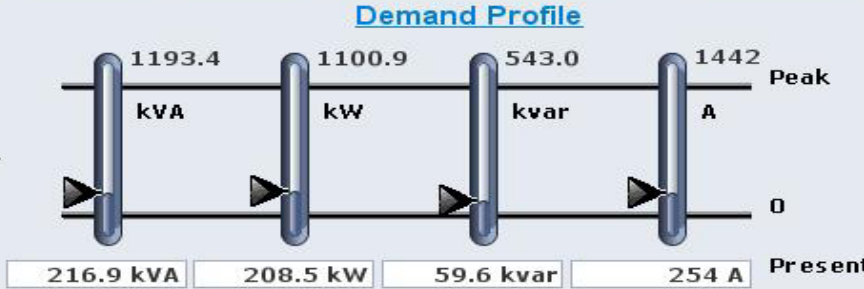 Demand Profile
1193.4 1100.9 543.0 1442
Peak
kVA kW kvar A
0
216.9 kVA 208.5 kW 59.6 kvar 254 A Present